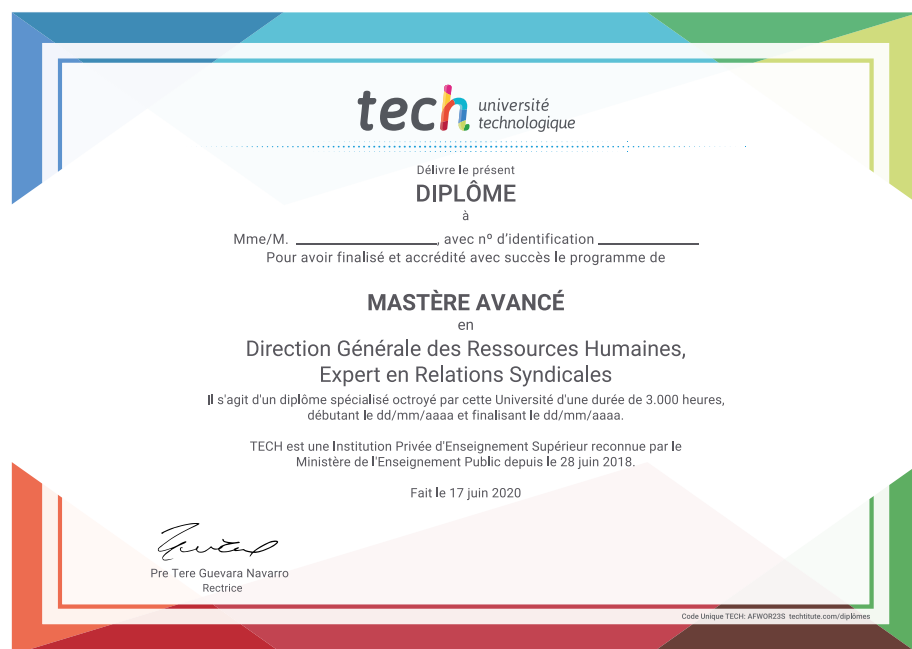 tech université
technologique
Délivre le présent
DIPLÔME
à
Mme/M. ____________, avec nº d'identification ____________
Pour avoir finalisé et accrédité avec succès le programme de
MASTÈRE AVANCÉ
en
Direction Générale des Ressources Humaines,
Expert en Relations Syndicales
Il s'agit d'un diplôme spécialisé octroyé par cette Université d'une durée de 3.000 heures,
débutant le dd/mm/aaaa et finalisant le dd/mm/aaaa.
TECH est une Institution Privée d'Enseignement Supérieur reconnue par le
Ministère de l'Enseignement Public depuis le 28 juin 2018.
Fait le 17 juin 2020
Pre Tere Guevara Navarro
Rectrice
Code Unique TECH: AFWOR23S techtitute.com/diplômes